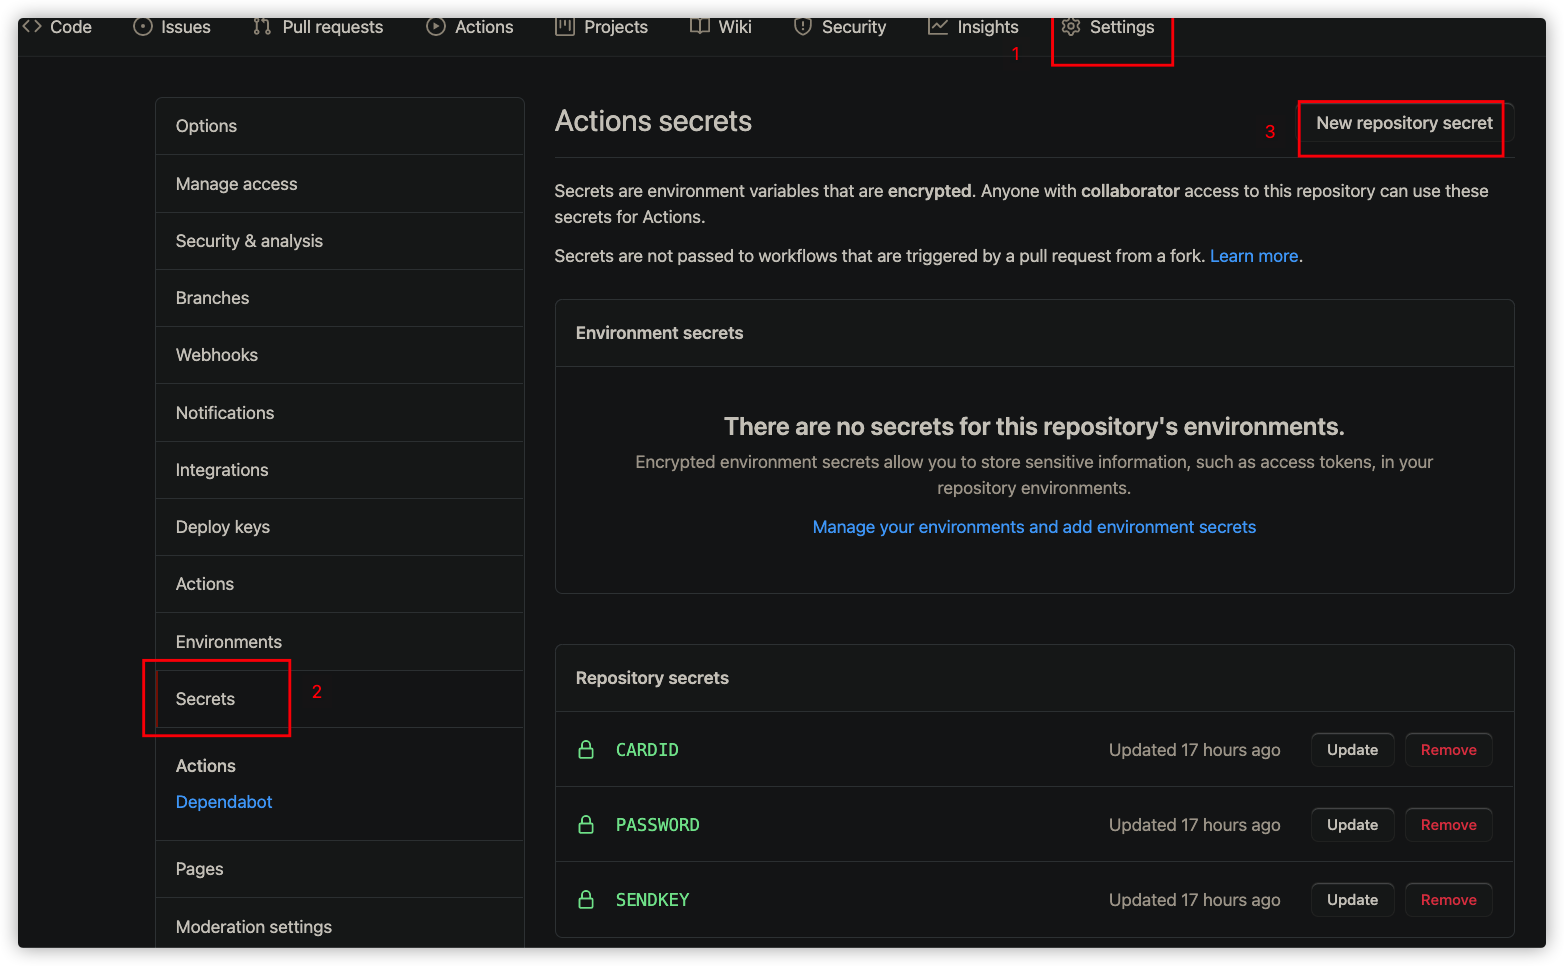 Code
Issues
Pull requests
Actions
Projects
Wiki
Security
Insights
1
Settings
Options
Manage access
Security & analysis
Branches
Webhooks
Notifications
Integrations
Deploy keys
Actions
Environments
Secrets
2
Actions
Dependabot
Pages
Moderation settings
Actions secrets
3
New repository secret
Secrets are environment variables that are encrypted. Anyone with collaborator access to this repository can use these
secrets for Actions.
Secrets are not passed to workflows that are triggered by a pull request from a fork. Learn more.
Environment secrets
There are no secrets for this repository's environments.
Encrypted environment secrets allow you to store sensitive information, such as access tokens, in your
repository environments.
Manage your environments and add environment secrets
Repository secrets
CARDID
Updated 17 hours ago
Update
Remove
PASSWORD
Updated 17 hours ago
Update
Remove
SENDKEY
Updated 17 hours ago
Update
Remove